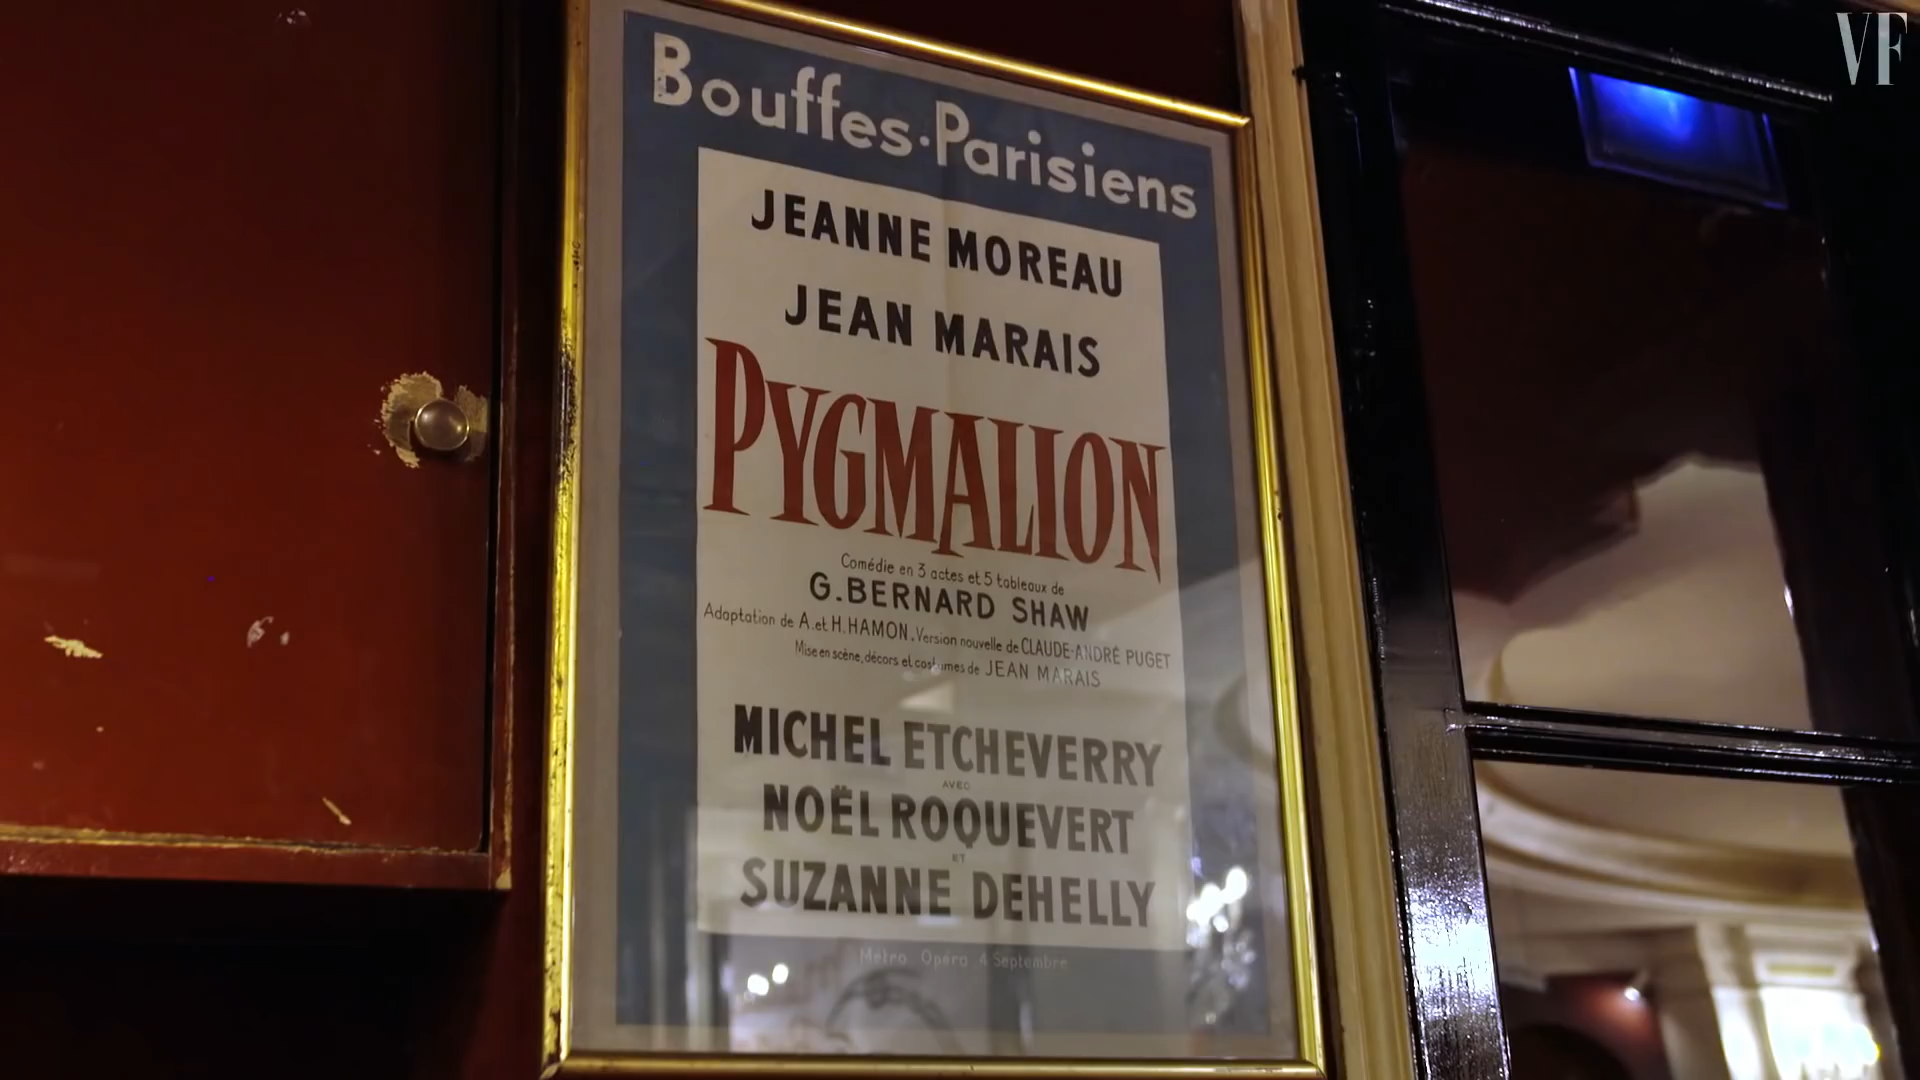 VF
Bouffes·Parisiens
JEANNE MOREAU
JEAN MARAIS
PYGMALION
Comédie en 3 actes et 5 tableaux de
G. BERNARD SHAW
Adaptation de A. et H. HAMON. Version nouvelle de CLAUDE-ANDRÉ PUGET
Mise en scène, décors et costumes de JEAN MARAIS
MICHEL ETCHEVERRY
AVEC
NOËL ROQUEVERT
ET
SUZANNE DEHELLY
Métro Opéra 4 Septembre